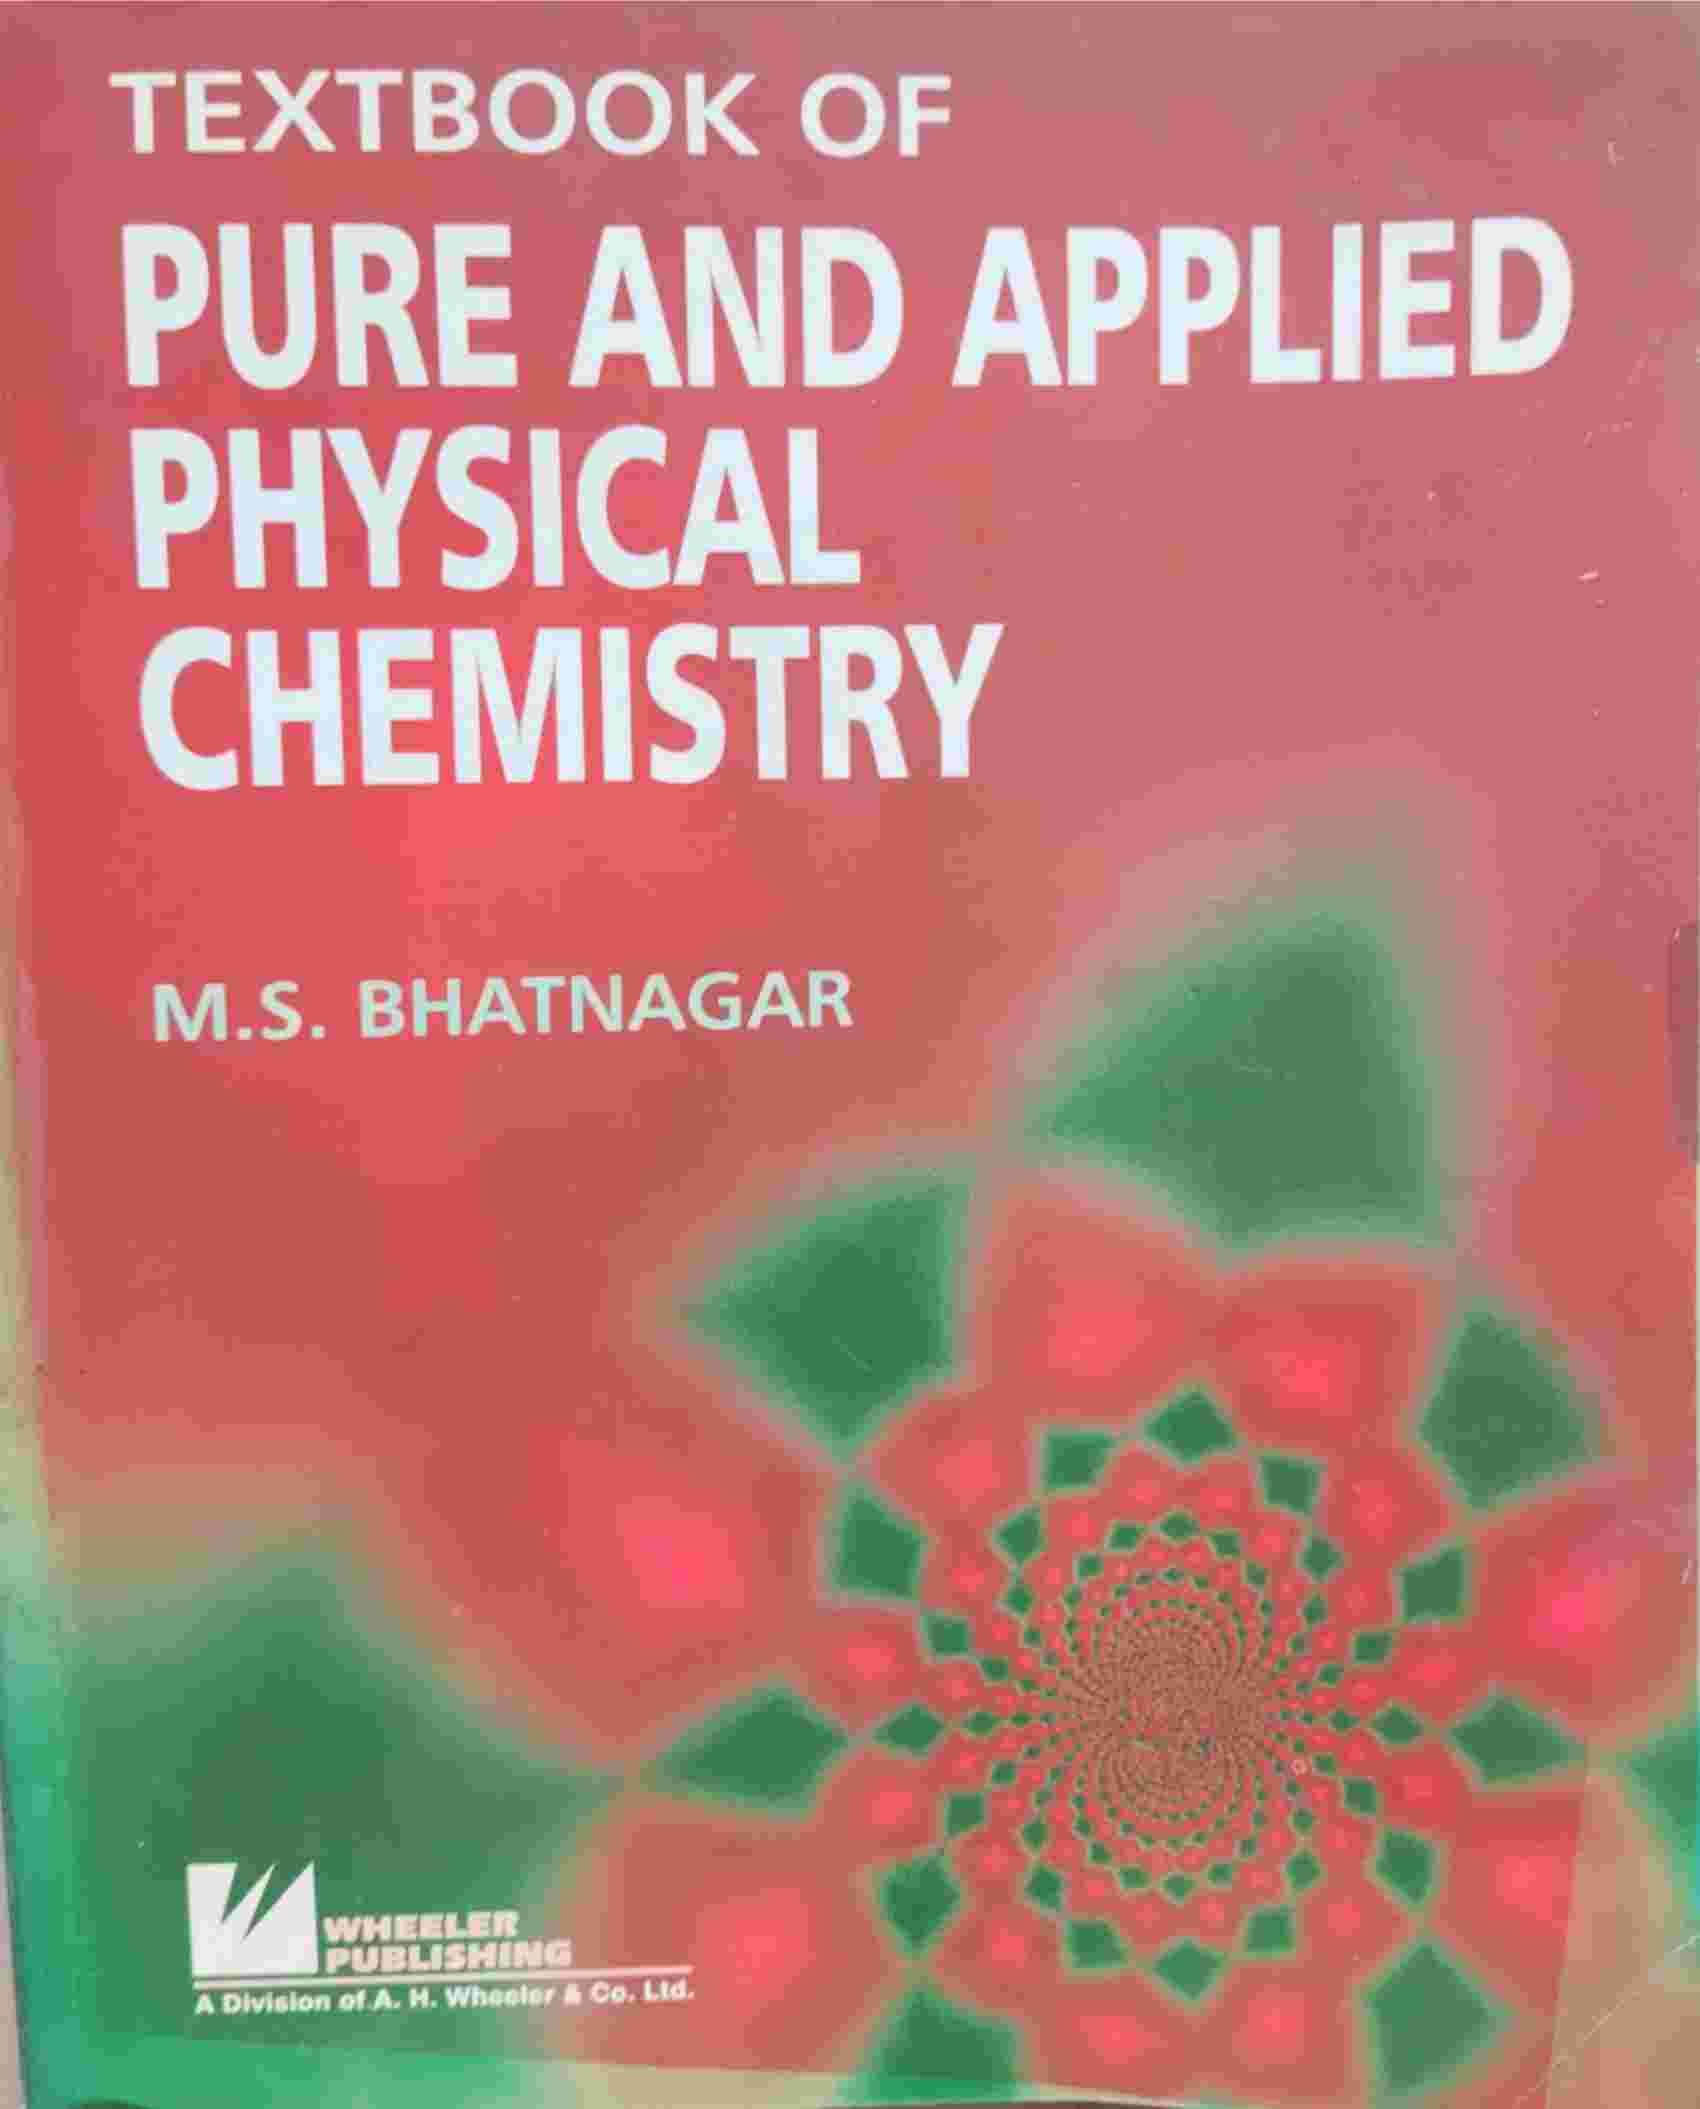 TEXTBOOK OF
PURE AND APPLIED
PHYSICAL
CHEMISTRY
M.S. BHATNAGAR
WHEELER
PUBLISHING
A Division of A. H. Wheeler & Co. Ltd.